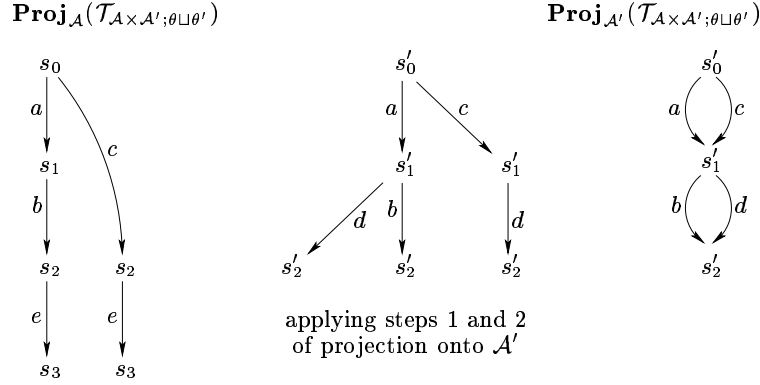 Proj_𝒜(𝒯_{𝒜×𝒜′;θ⊔θ′})
Proj_𝒜′(𝒯_{𝒜×𝒜′;θ⊔θ′})
s₀ s′₀ s′₀
a c a c a c
s₁ s′₁ s′₁ s′₁
b d b d b d
s₂ s₂ s′₂ s′₂ s′₂ s′₂
e e
applying steps 1 and 2
of projection onto 𝒜′
s₃ s₃